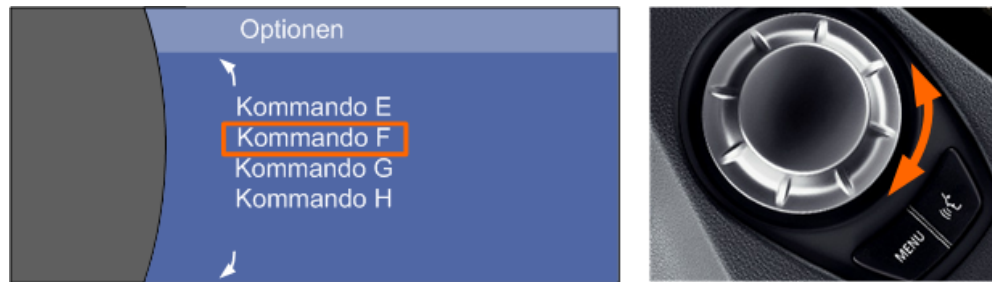 Optionen
Kommando E
Kommando F
Kommando G
Kommando H
MENU